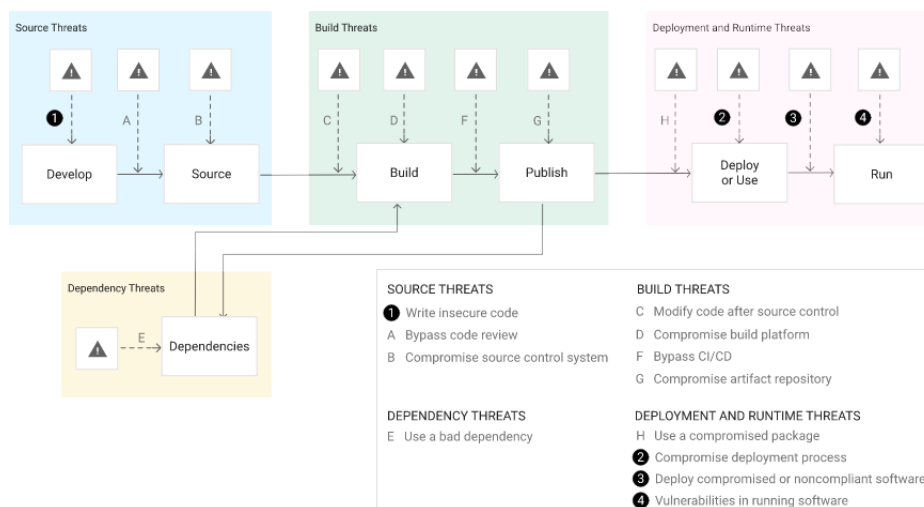 Source Threats
Build Threats
Deployment and Runtime Threats
1
A
B
C
D
F
G
H
2
3
4
Develop
Source
Build
Publish
Deploy
or Use
Run
Dependency Threats
E
Dependencies
SOURCE THREATS
1 Write insecure code
A Bypass code review
B Compromise source control system
BUILD THREATS
C Modify code after source control
D Compromise build platform
F Bypass CI/CD
G Compromise artifact repository
DEPENDENCY THREATS
E Use a bad dependency
DEPLOYMENT AND RUNTIME THREATS
H Use a compromised package
2 Compromise deployment process
3 Deploy compromised or noncompliant software
4 Vulnerabilities in running software